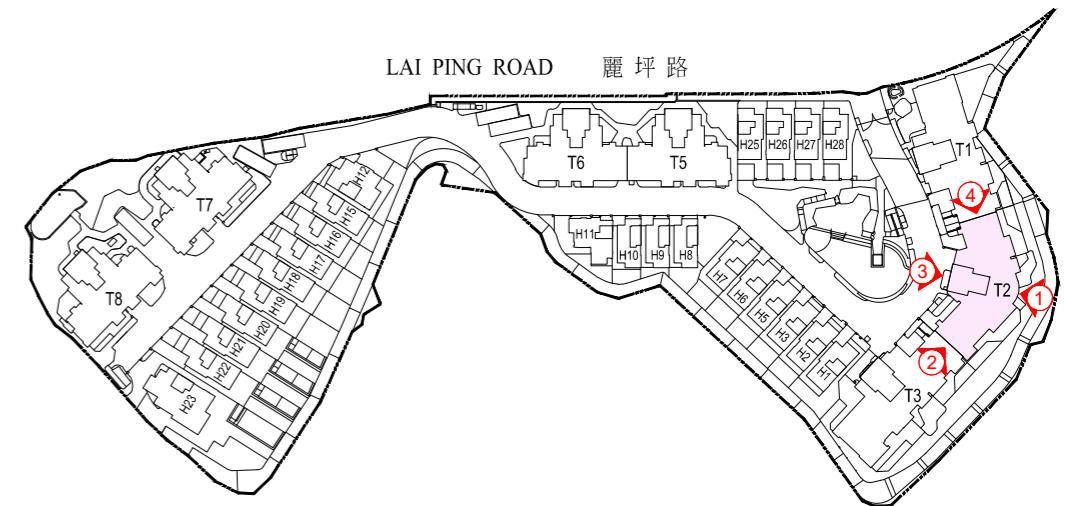 LAI PING ROAD 麗坪路
T1
T2
T3
T5
T6
T7
T8
H1
H2
H3
H5
H6
H7
H8
H9
H10
H11
H12
H15
H16
H17
H18
H19
H20
H21
H22
H23
H25
H26
H27
H28
1
2
3
4